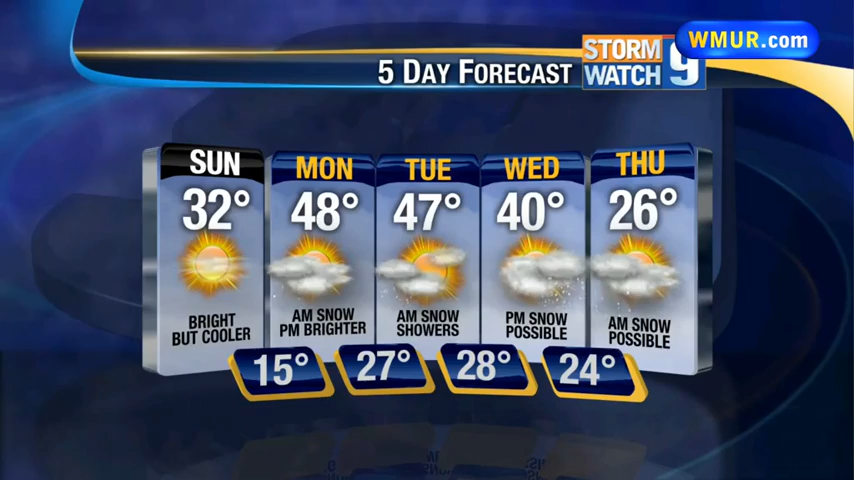 WMUR.com
STORM
5 DAY FORECAST WATCH 9
SUN MON TUE WED THU
32° 48° 47° 40° 26°
BRIGHT
BUT COOLER
AM SNOW
PM BRIGHTER
AM SNOW
SHOWERS
PM SNOW
POSSIBLE
AM SNOW
POSSIBLE
15° 27° 28° 24°